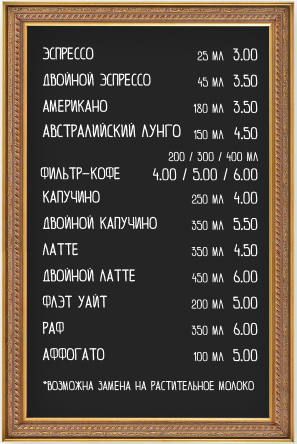 ЭСПРЕССО 25 МЛ 3.00
ДВОЙНОЙ ЭСПРЕССО 45 МЛ 3.50
АМЕРИКАНО 180 МЛ 3.50
АВСТРАЛИЙСКИЙ ЛУНГО 150 МЛ 4.50
200 / 300 / 400 МЛ
ФИЛЬТР-КОФЕ 4.00 / 5.00 / 6.00
КАПУЧИНО 250 МЛ 4.00
ДВОЙНОЙ КАПУЧИНО 350 МЛ 5.50
ЛАТТЕ 350 МЛ 4.50
ДВОЙНОЙ ЛАТТЕ 450 МЛ 6.00
ФЛЭТ УАЙТ 200 МЛ 5.00
РАФ 350 МЛ 6.00
АФФОГАТО 100 МЛ 5.00
*ВОЗМОЖНА ЗАМЕНА НА РАСТИТЕЛЬНОЕ МОЛОКО